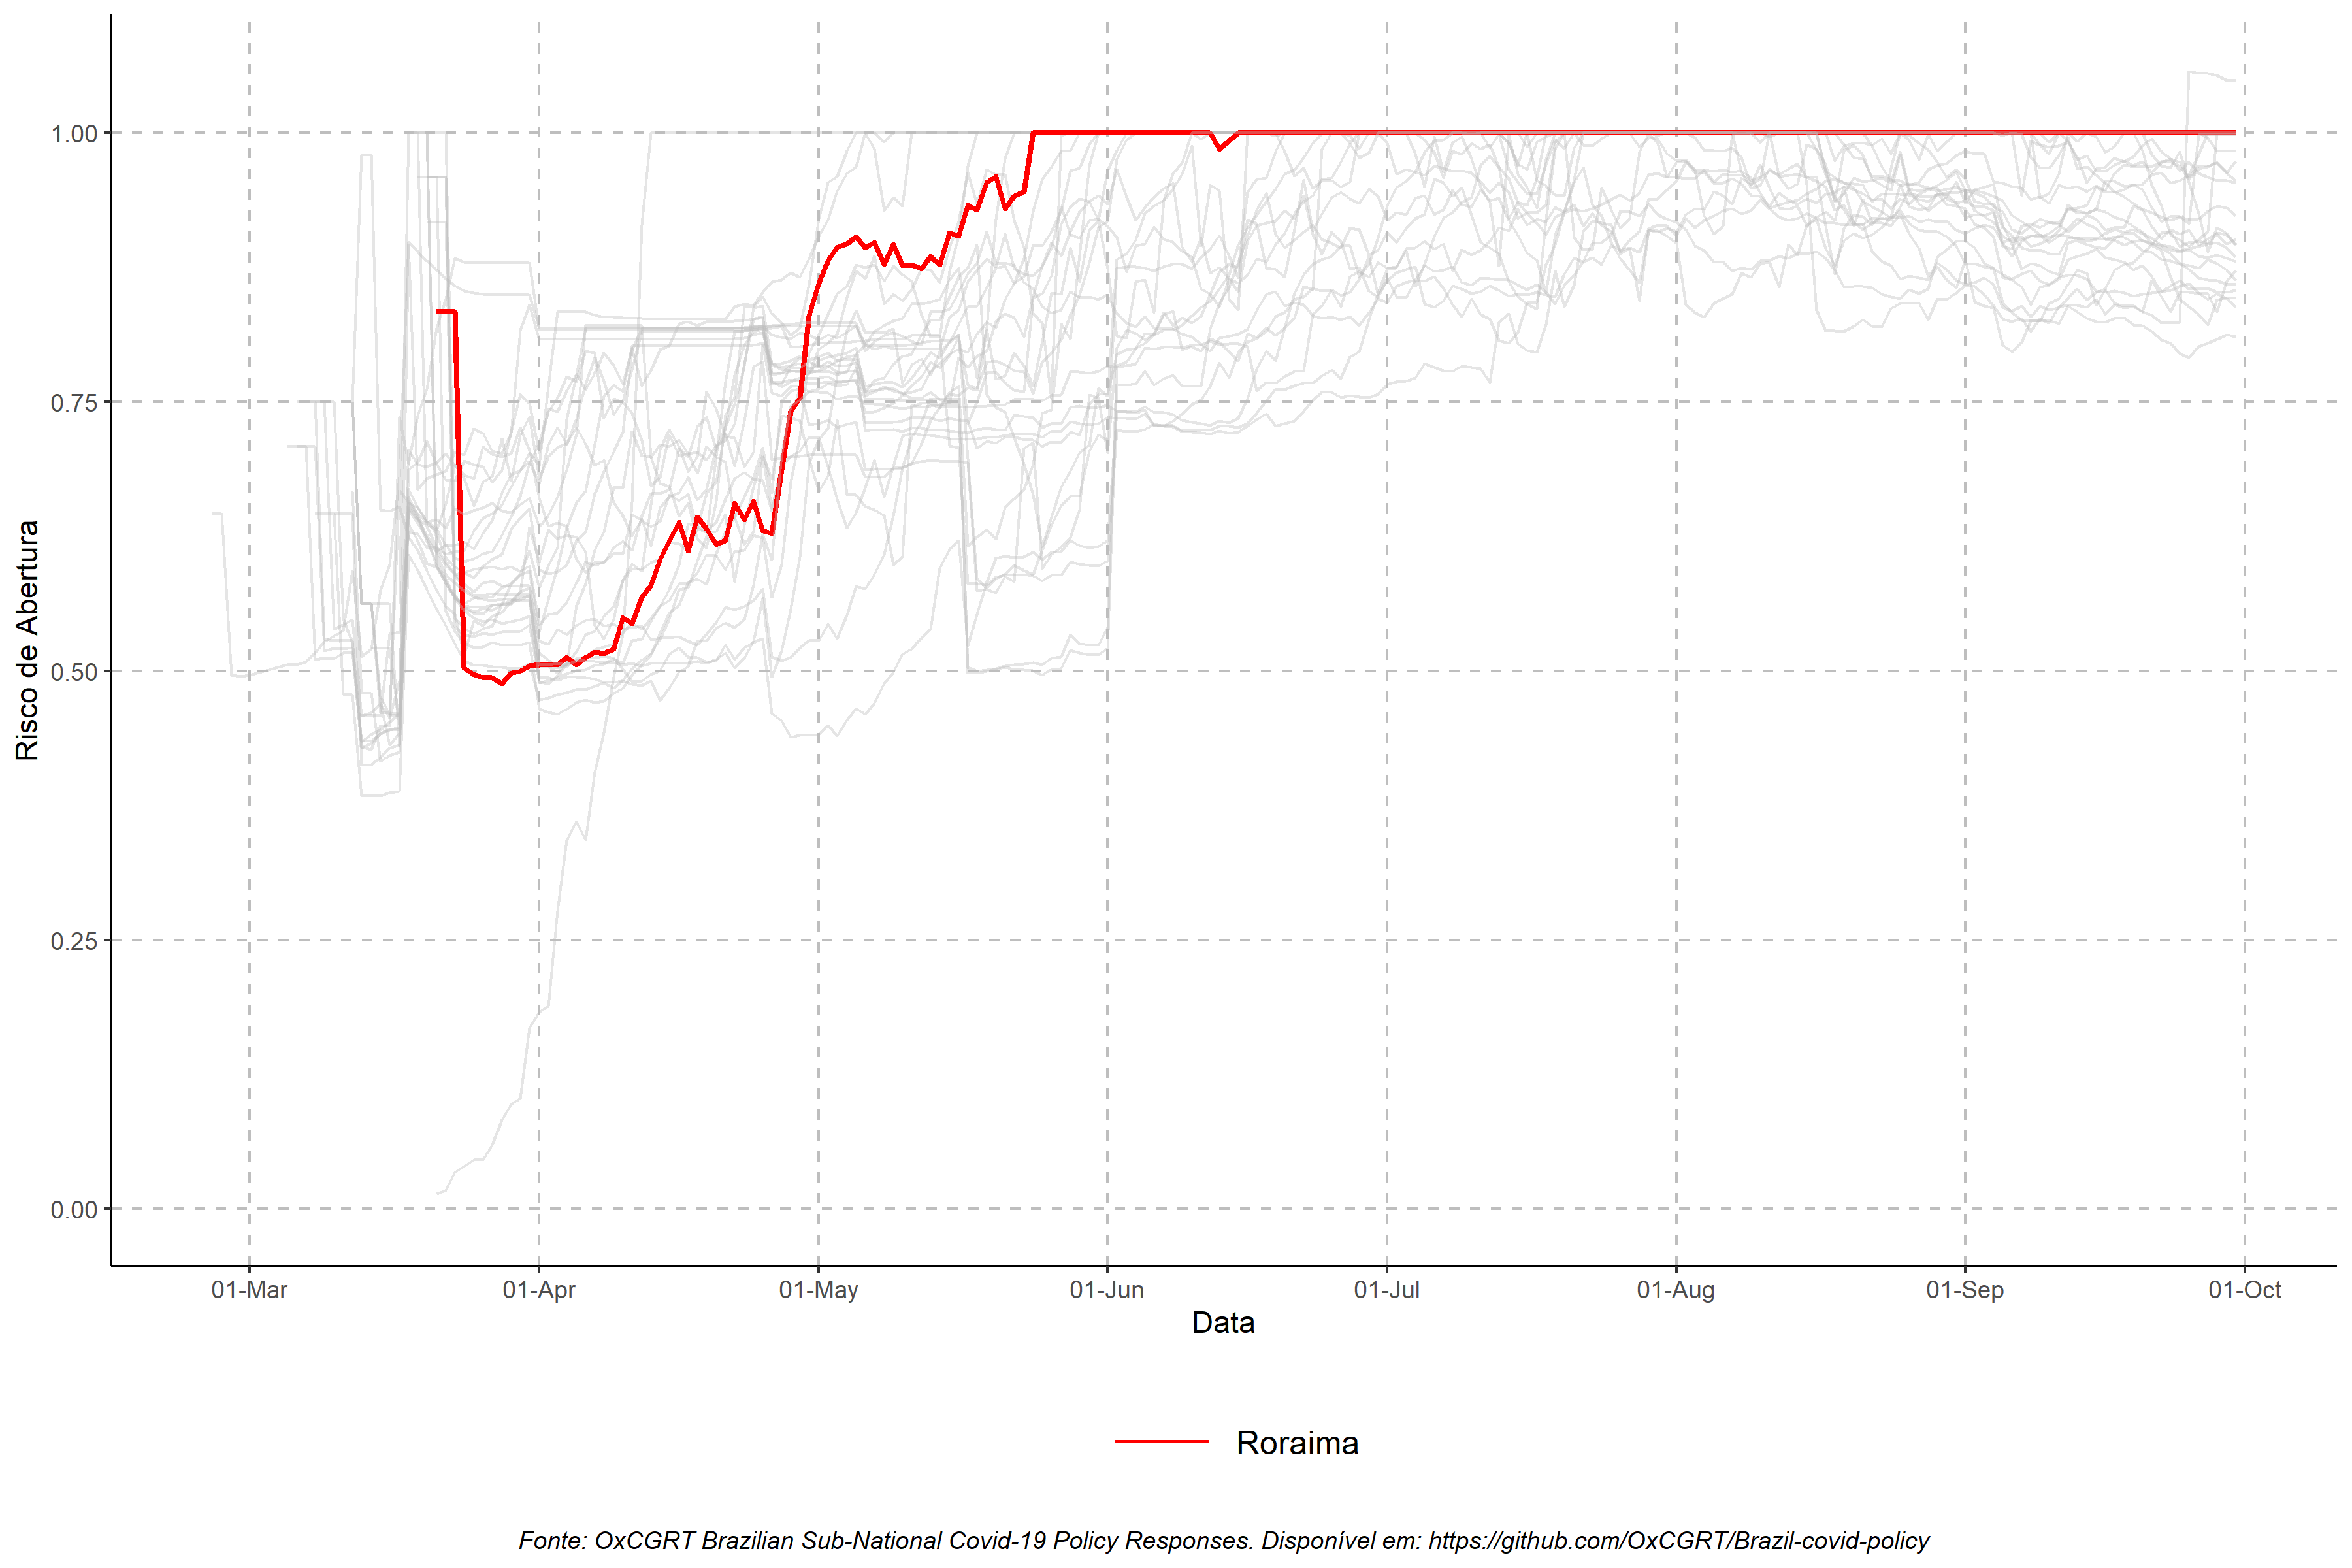 Risco de Abertura
1.00
0.75
0.50
0.25
0.00
01-Mar 01-Apr 01-May 01-Jun 01-Jul 01-Aug 01-Sep 01-Oct
Data
Roraima
Fonte: OxCGRT Brazilian Sub-National Covid-19 Policy Responses. Disponível em: https://github.com/OxCGRT/Brazil-covid-policy